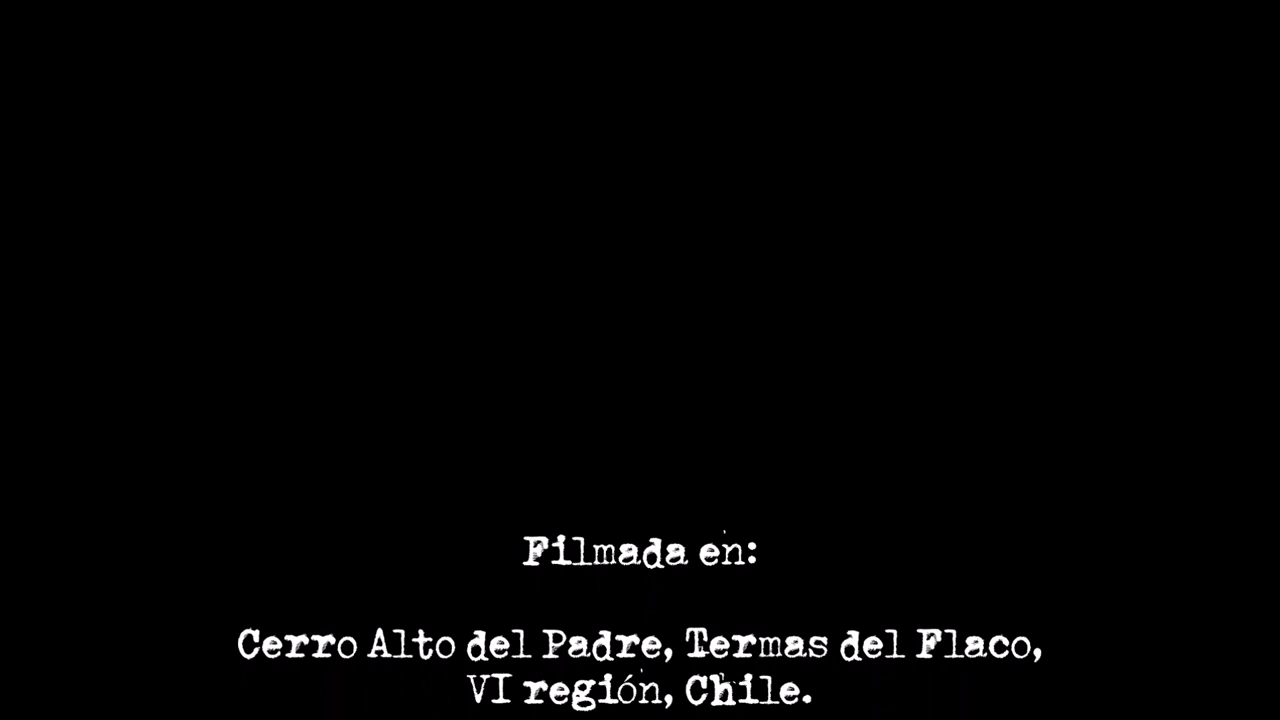 Filmada en:
Cerro Alto del Padre, Termas del Flaco,
VI región, Chile.